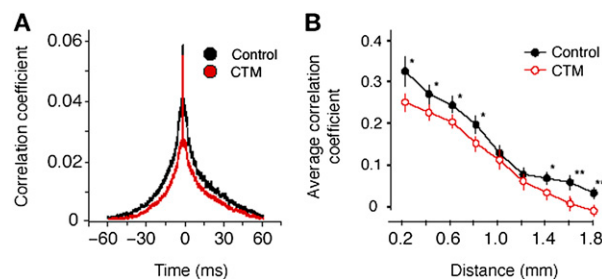 A
Correlation coefficient
0.06
0.04
0.02
0
Control
CTM
−60 −30 0 30 60
Time (ms)
B
Average correlation
coefficient
0.4
0.3
0.2
0.1
0
Control
CTM
* * * * * ** **
0.2 0.6 1.0 1.4 1.8
Distance (mm)